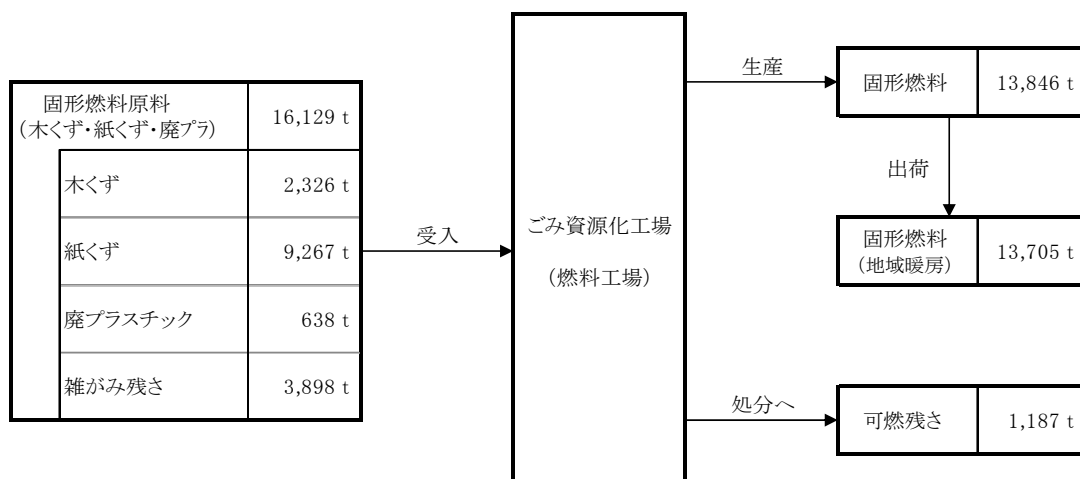 固形燃料原料
（木くず・紙くず・廃プラ）
16,129 t
木くず
2,326 t
紙くず
9,267 t
廃プラスチック
638 t
雑がみ残さ
3,898 t
受入
ごみ資源化工場
（燃料工場）
生産
固形燃料
13,846 t
出荷
固形燃料
（地域暖房）
13,705 t
処分へ
可燃残さ
1,187 t